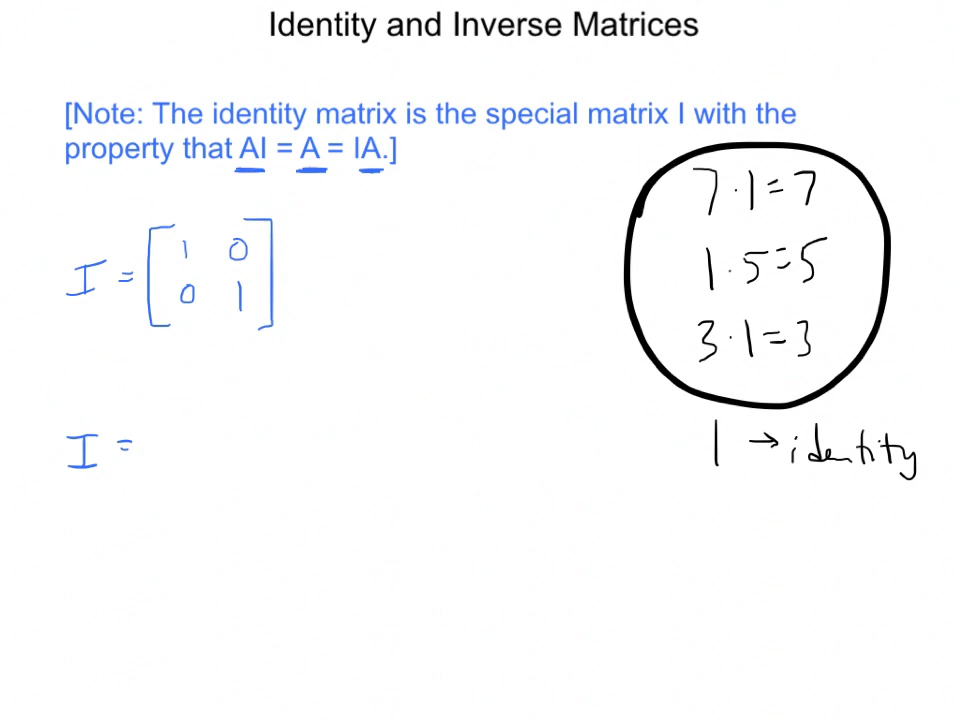 Identity and Inverse Matrices
[Note: The identity matrix is the special matrix I with the
property that AI = A = IA.]
7·1=7
1·5=5
3·1=3
I = [1 0
0 1]
I =
1 → identity